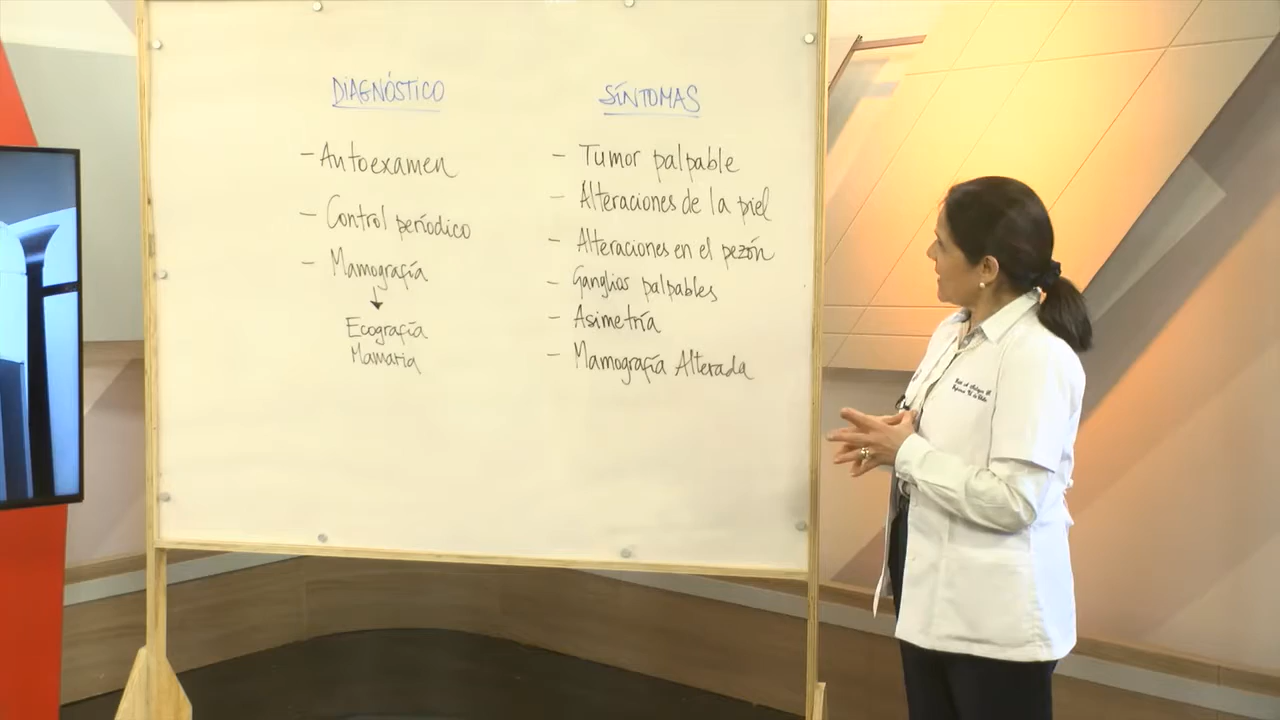 DIAGNÓSTICO
- Autoexamen
- Control períodico
- Mamografía
↓
Ecografía
Mamaria
SÍNTOMAS
- Tumor palpable
- Alteraciones de la piel
- Alteraciones en el pezón
- Ganglios palpables
- Asimetría
- Mamografía Alterada